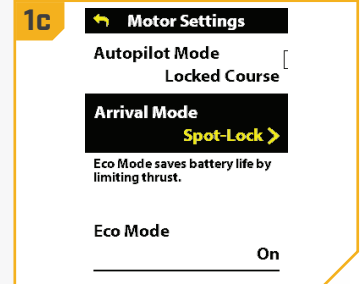 1c
Motor Settings
Autopilot Mode
Locked Course
Arrival Mode
Spot-Lock >
Eco Mode saves battery life by
limiting thrust.
Eco Mode
On